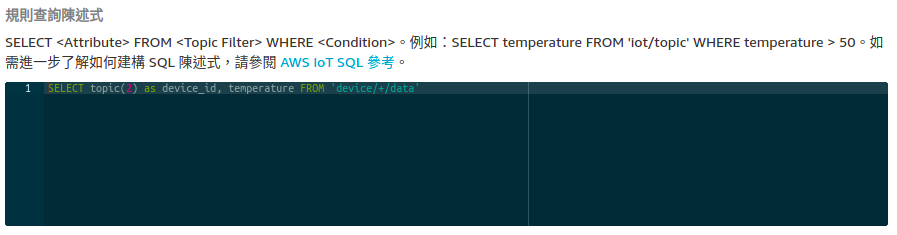 規則查詢陳述式
SELECT <Attribute> FROM <Topic Filter> WHERE <Condition>。例如：SELECT temperature FROM 'iot/topic' WHERE temperature > 50。如
需進一步了解如何建構 SQL 陳述式，請參閱 AWS IoT SQL 參考。
1 SELECT topic(2) as device_id, temperature FROM 'device/+/data'